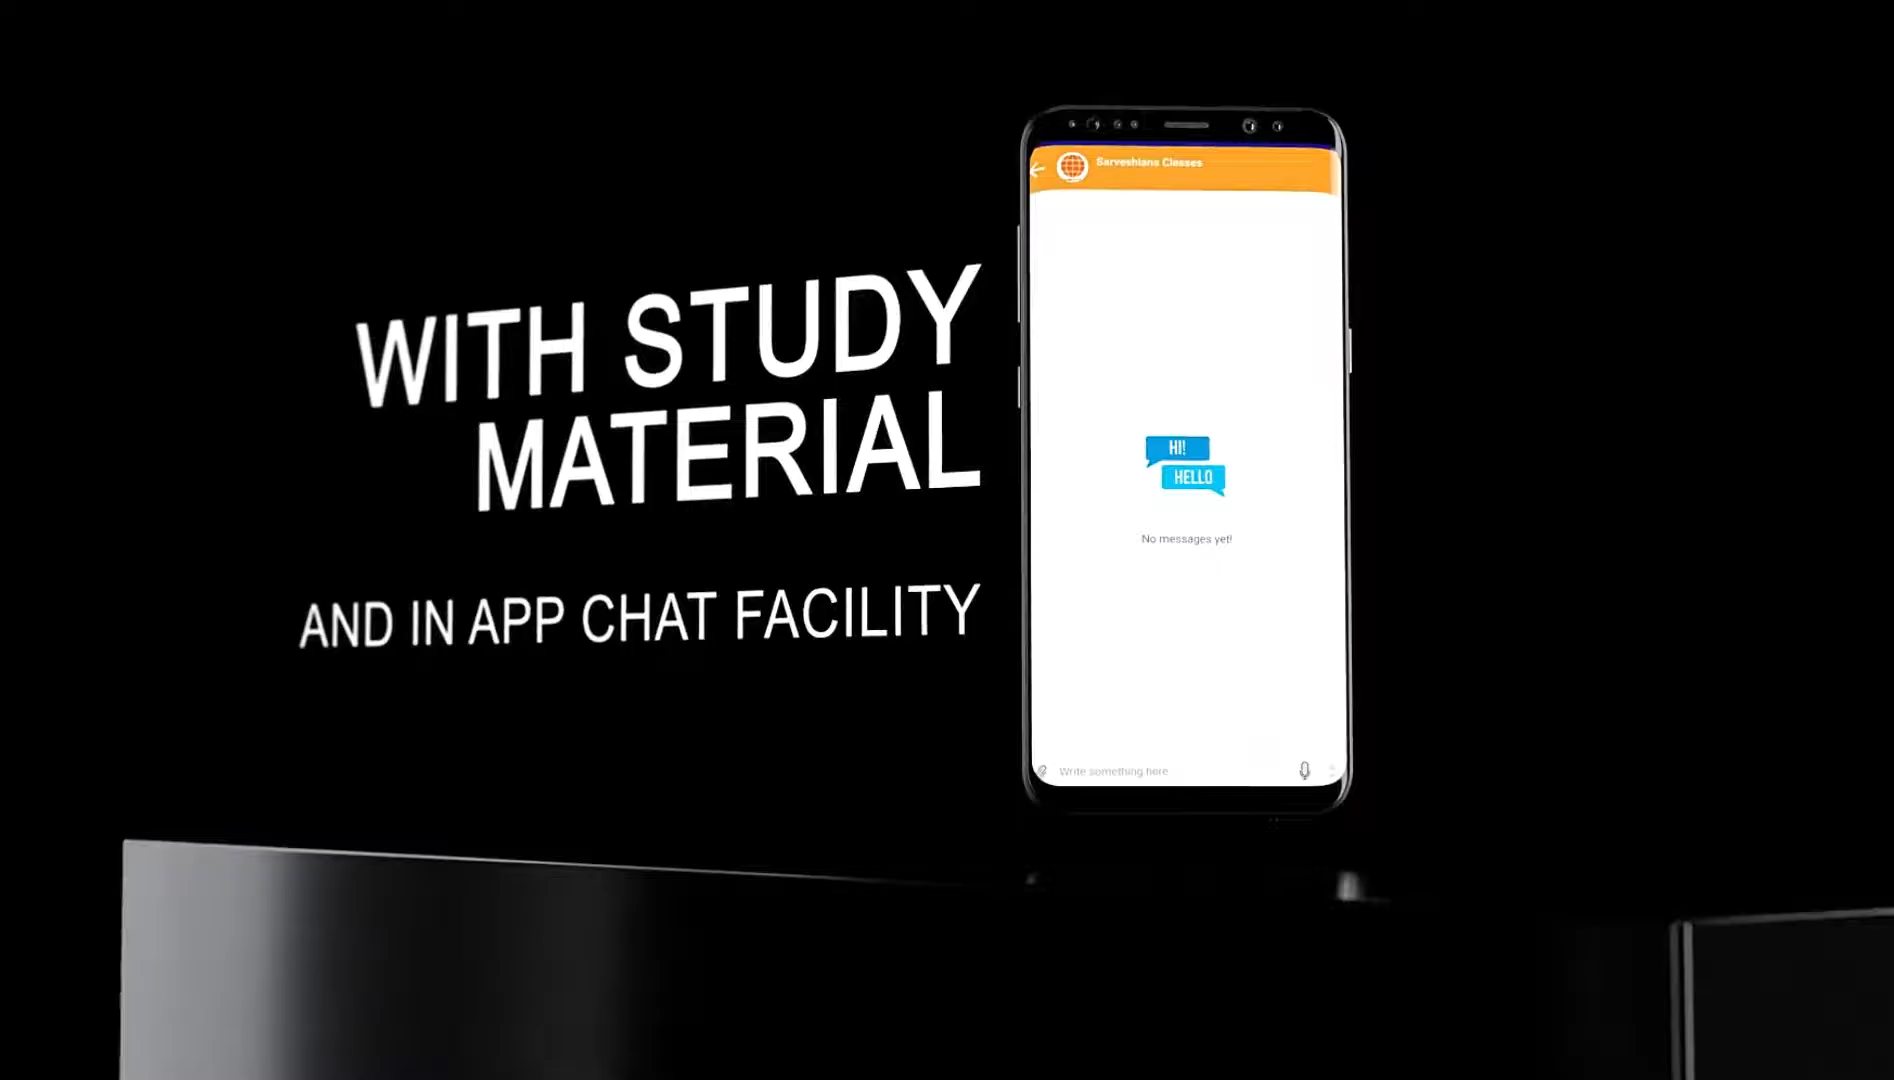 WITH STUDY
MATERIAL
AND IN APP CHAT FACILITY
Sarveshians Classes
HI!
HELLO
No messages yet!
Write something here